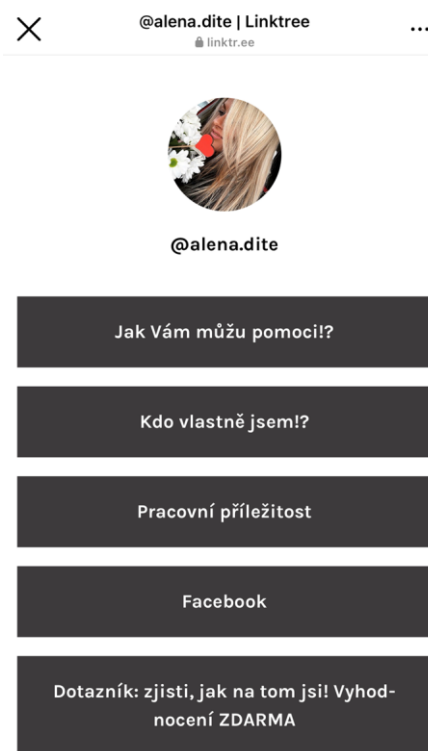 @alena.dite | Linktree
linktr.ee
@alena.dite
Jak Vám můžu pomoci!?
Kdo vlastně jsem!?
Pracovní příležitost
Facebook
Dotazník: zjisti, jak na tom jsi! Vyhod-
nocení ZDARMA